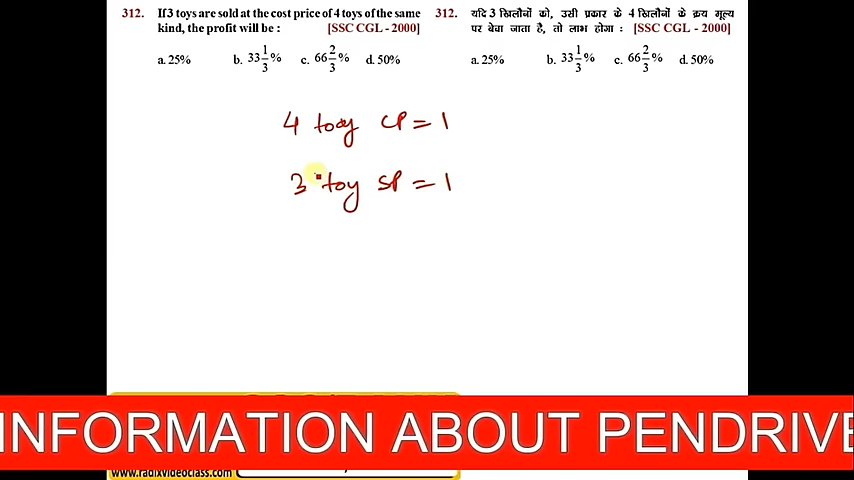 312. If 3 toys are sold at the cost price of 4 toys of the same
kind, the profit will be : [SSC CGL - 2000]
a. 25% b. 33 1/3 % c. 66 2/3 % d. 50%
312. यदि 3 खिलौनों को, उसी प्रकार के 4 खिलौनों के क्रय मूल्य
पर बेचा जाता है, तो लाभ होगा : [SSC CGL - 2000]
a. 25% b. 33 1/3 % c. 66 2/3 % d. 50%
4 toy CP = 1
3 toy SP = 1
INFORMATION ABOUT PENDRIVE
www.radixvideoclass.com